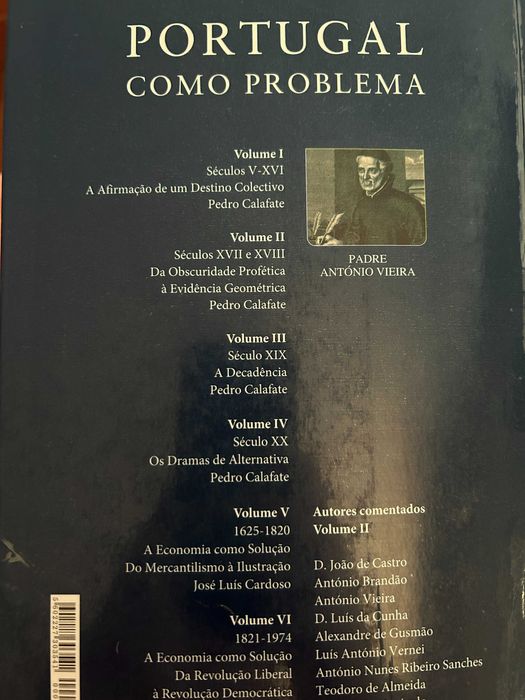 PORTUGAL
COMO PROBLEMA
Volume I
Séculos V-XVI
A Afirmação de um Destino Colectivo
Pedro Calafate
Volume II
Séculos XVII e XVIII
Da Obscuridade Profética
à Evidência Geométrica
Pedro Calafate
Volume III
Século XIX
A Decadência
Pedro Calafate
Volume IV
Século XX
Os Dramas de Alternativa
Pedro Calafate
Volume V
1625-1820
A Economia como Solução
Do Mercantilismo à Ilustração
José Luís Cardoso
Volume VI
1821-1974
A Economia como Solução
Da Revolução Liberal
à Revolução Democrática
PADRE
ANTÓNIO VIEIRA
Autores comentados
Volume II
D. João de Castro
António Brandão
António Vieira
D. Luís da Cunha
Alexandre de Gusmão
Luís António Vernei
António Nunes Ribeiro Sanches
Teodoro de Almeida